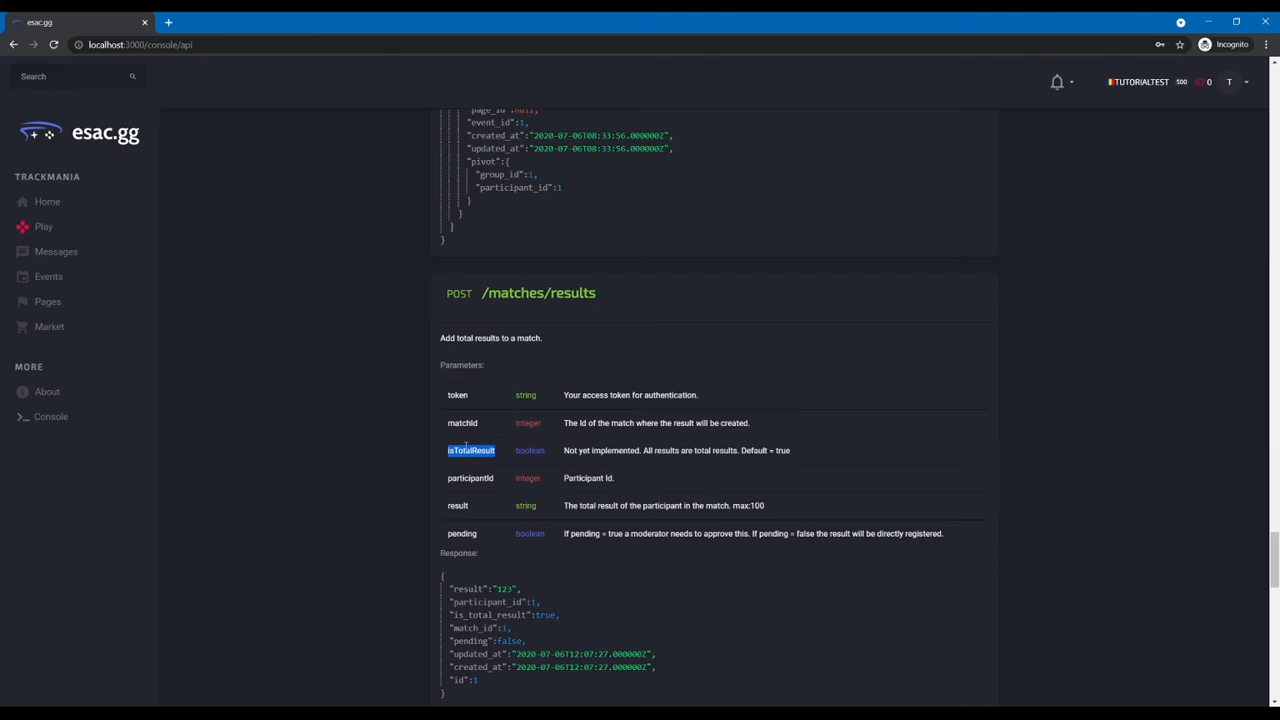 esac.gg
localhost:3000/console/api
Incognito
Search
TUTORIALTEST 500 0 T
esac.gg
TRACKMANIA
Home
Play
Messages
Events
Pages
Market
MORE
About
Console
"page_id":null,
"event_id":1,
"created_at":"2020-07-06T08:33:56.000000Z",
"updated_at":"2020-07-06T08:33:56.000000Z",
"pivot":{
"group_id":1,
"participant_id":1
}
}
]
}
POST /matches/results
Add total results to a match.
Parameters:
token string Your access token for authentication.
matchId integer The Id of the match where the result will be created.
isTotalResult boolean Not yet implemented. All results are total results. Default = true
participantId integer Participant Id.
result string The total result of the participant in the match. max:100
pending boolean If pending = true a moderator needs to approve this. If pending = false the result will be directly registered.
Response:
{
"result":"123",
"participant_id":1,
"is_total_result":true,
"match_id":1,
"pending":false,
"updated_at":"2020-07-06T12:07:27.000000Z",
"created_at":"2020-07-06T12:07:27.000000Z",
"id":1
}